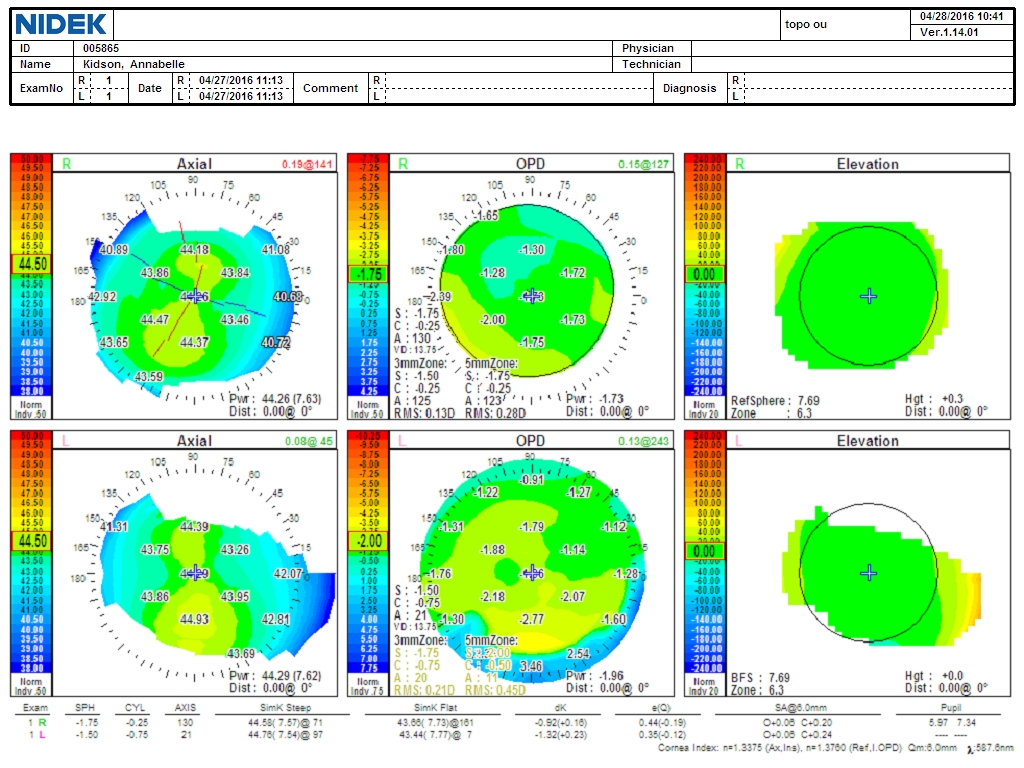 NIDEK
topo ou
04/28/2016 10:41
Ver.1.14.01
ID 005865 Physician
Name Kidson, Annabelle Technician
ExamNo R 1 Date R 04/27/2016 11:13 Comment R Diagnosis R
L 1 L 04/27/2016 11:13 L L
R Axial 0.19@141
44.50
Norm
Indv .50
40.89 44.18 41.08
43.86 43.84
42.92 40.68
44.47 43.46
43.65 44.37 40.72
43.59
Pwr : 44.26 (7.63)
Dist : 0.00@ 0°
R OPD 0.15@127
-1.75
Norm
Indv .50
-1.65
-1.80 -1.30
-1.28 -1.72
-2.39
-2.00 -1.73
-1.75
S : -1.75
C : -0.25
A : 130
VD : 13.75
3mmZone: 5mmZone:
S : -1.50 S : -1.75
C : -0.25 C : -0.25
A : 125 A : 123
RMS: 0.13D RMS: 0.28D
Pwr : -1.73
Dist : 0.00@ 0°
R Elevation
0.00
Norm
Indv 20
RefSphere : 7.69
Zone : 6.3
Hgt : +0.3
Dist : 0.00@ 0°
L Axial 0.08@ 45
44.50
Norm
Indv .50
41.31 44.39
43.75 43.26
42.07
43.86 43.95
44.93 42.81
43.69
Pwr : 44.29 (7.62)
Dist : 0.00@ 0°
L OPD 0.13@243
-2.00
Norm
Indv .75
-0.91
-1.22 -1.27
-1.31 -1.79 -1.12
-1.88 -1.14
-1.76 -1.28
-2.18 -2.07
-1.30 -2.77 -1.60
2.54
3.46
S : -1.50
C : -0.75
A : 21
VD : 13.75
3mmZone: 5mmZone:
S : -1.75
C : -0.75 C : -0.50
A : 20 A : 11
RMS: 0.21D RMS: 0.45D
Pwr : -1.96
Dist : 0.00@ 0°
L Elevation
0.00
Norm
Indv 20
BFS : 7.69
Zone : 6.3
Hgt : +0.0
Dist : 0.00@ 0°
Exam SPH CYL AXIS SimK Steep SimK Flat dK e(Q) SA@6.0mm Pupil
1 R -1.75 -0.25 130 44.58( 7.57)@ 71 43.66( 7.73)@161 -0.92(+0.16) 0.44(-0.19) O+0.06 C+0.20 5.97 7.34
1 L -1.50 -0.75 21 44.76( 7.54)@ 97 43.44( 7.77)@ 7 -1.32(+0.23) 0.35(-0.12) O+0.06 C+0.24 ---- ----
Cornea Index: n=1.3375 (Ax,Ins), n=1.3760 (Ref,I.OPD) Qm:6.0mm λ:587.6nm